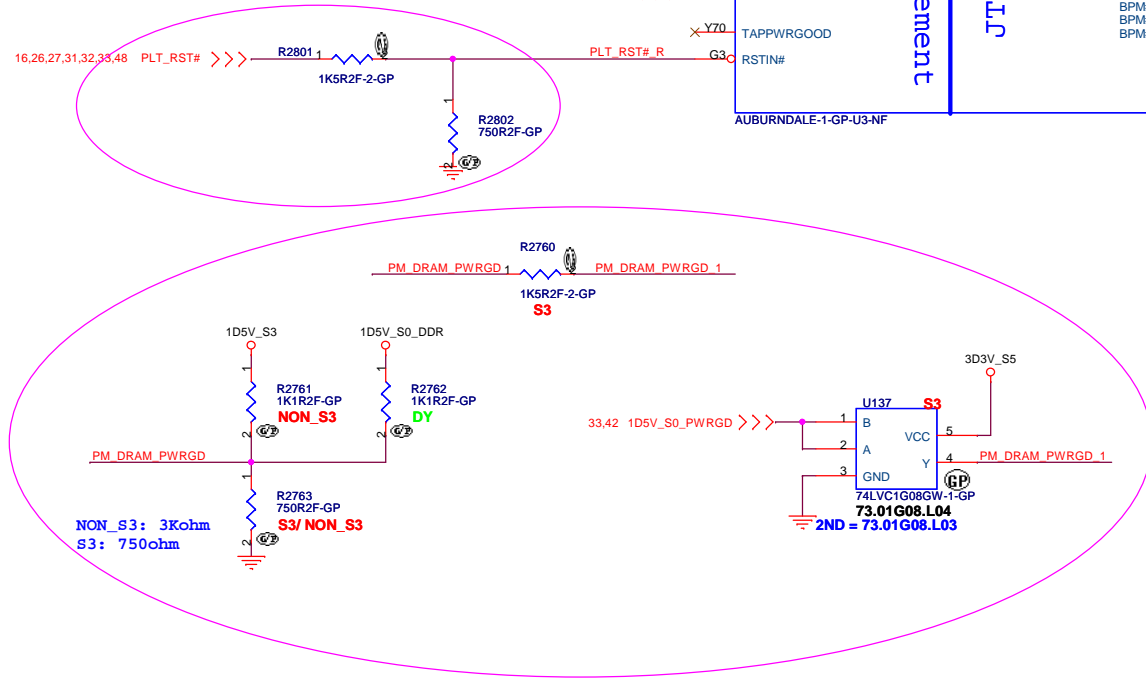 BPM
BPM
BPM
ement
ITLL
Y70 TAPPWRGOOD
16,26,27,31,32,33,48 PLT_RST# R2801 1 PLT_RST#_R G3 RSTIN#
1K5R2F-2-GP
AUBURNDALE-1-GP-U3-NF
1
R2802
750R2F-GP
2 G/P
R2760
PM_DRAM_PWRGD 1 PM_DRAM_PWRGD_1
1K5R2F-2-GP
S3
1D5V_S3 1D5V_S0_DDR
3D3V_S5
1 R2761
1K1R2F-GP
NON_S3
2 G/P
1 R2762
1K1R2F-GP
DY
2 G/P
U137 S3
33,42 1D5V_S0_PWRGD 1 B
VCC 5
2 A
Y 4 PM_DRAM_PWRGD_1
3 GND
GP
74LVC1G08GW-1-GP
73.01G08.L04
2ND = 73.01G08.L03
PM_DRAM_PWRGD
1 R2763
750R2F-GP
S3/ NON_S3
2 G/P
NON_S3: 3Kohm
S3: 750ohm